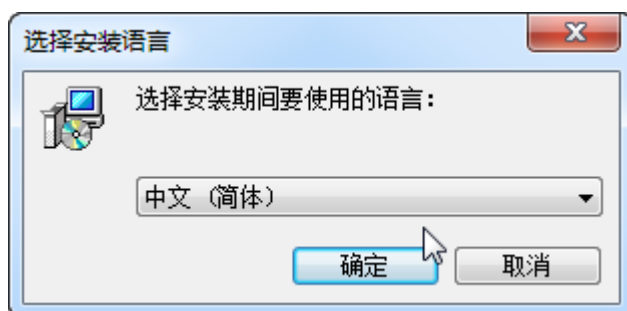 选择安装语言
选择安装期间要使用的语言：
中文 (简体)
确定
取消